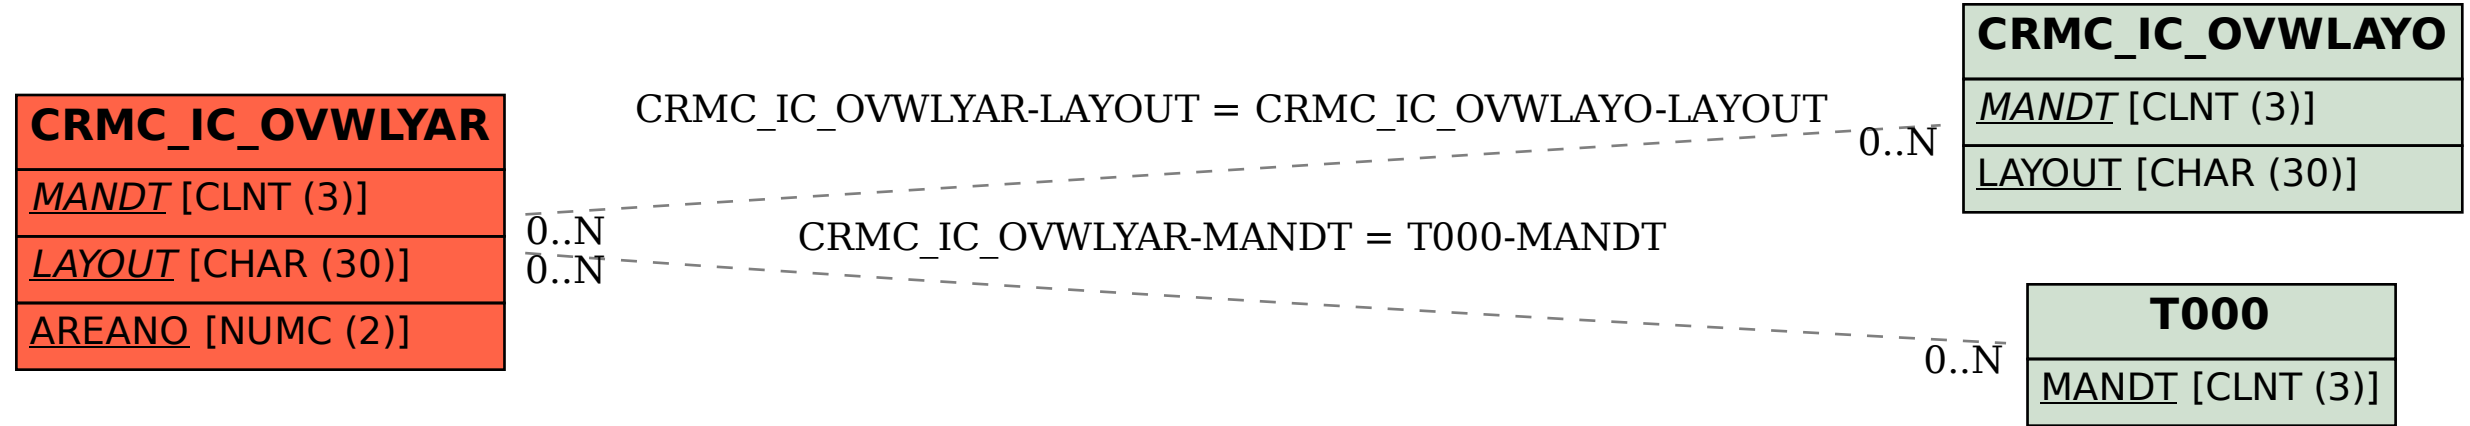 CRMC_IC_OVWLYAR
MANDT [CLNT (3)]
LAYOUT [CHAR (30)]
AREANO [NUMC (2)]
CRMC_IC_OVWLYAR-LAYOUT = CRMC_IC_OVWLAYO-LAYOUT
0..N
0..N
CRMC_IC_OVWLYAR-MANDT = T000-MANDT
0..N
0..N
CRMC_IC_OVWLAYO
MANDT [CLNT (3)]
LAYOUT [CHAR (30)]
T000
MANDT [CLNT (3)]